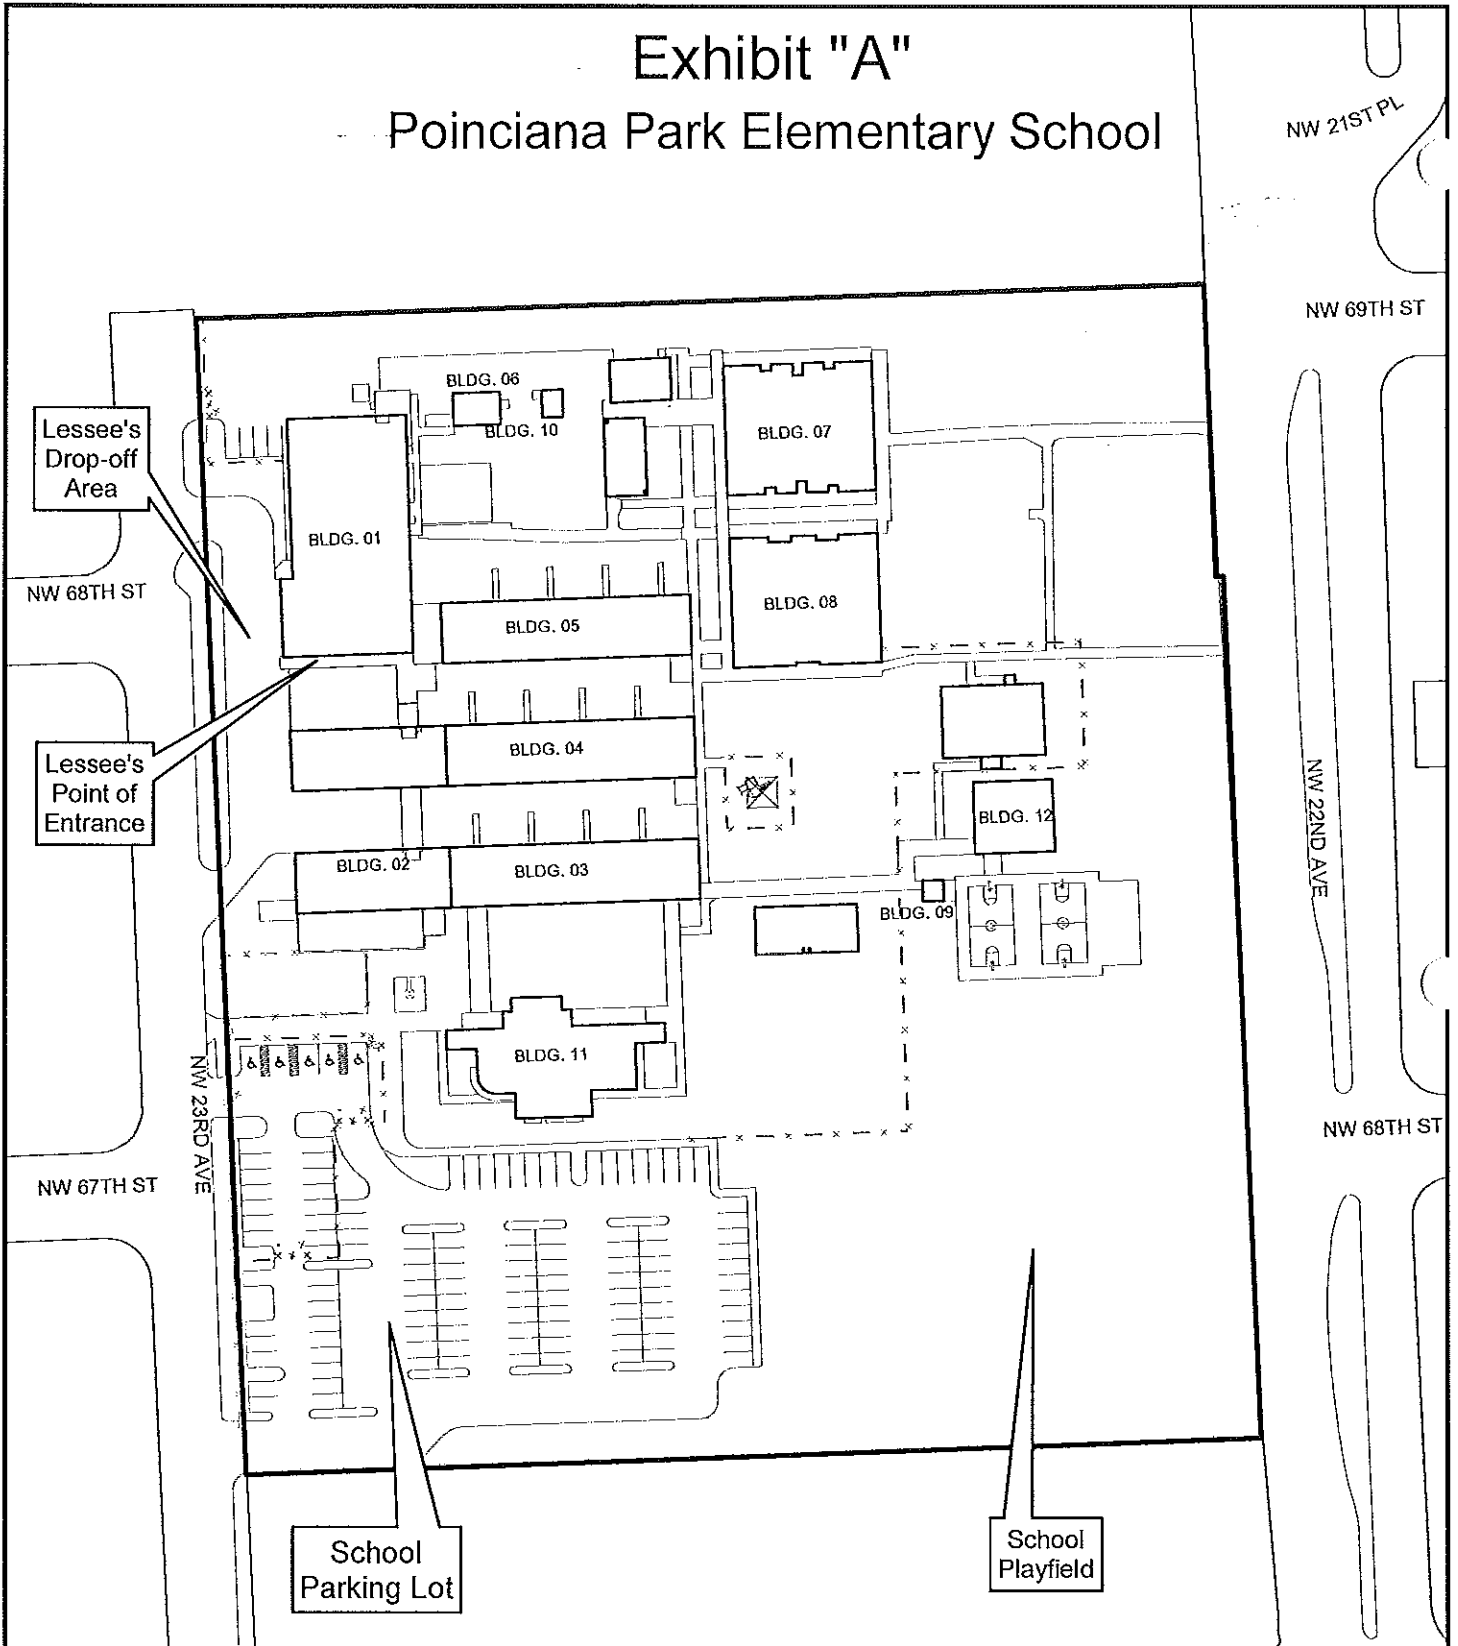 Exhibit "A"
Poinciana Park Elementary School
NW 21ST PL
NW 69TH ST
BLDG. 06
BLDG. 10
BLDG. 07
Lessee's
Drop-off
Area
BLDG. 01
NW 68TH ST
BLDG. 05
BLDG. 08
Lessee's
Point of
Entrance
BLDG. 04
BLDG. 12
NW 22ND AVE
BLDG. 02
BLDG. 03
BLDG. 09
BLDG. 11
NW 23RD AVE
NW 68TH ST
NW 67TH ST
School
Parking Lot
School
Playfield